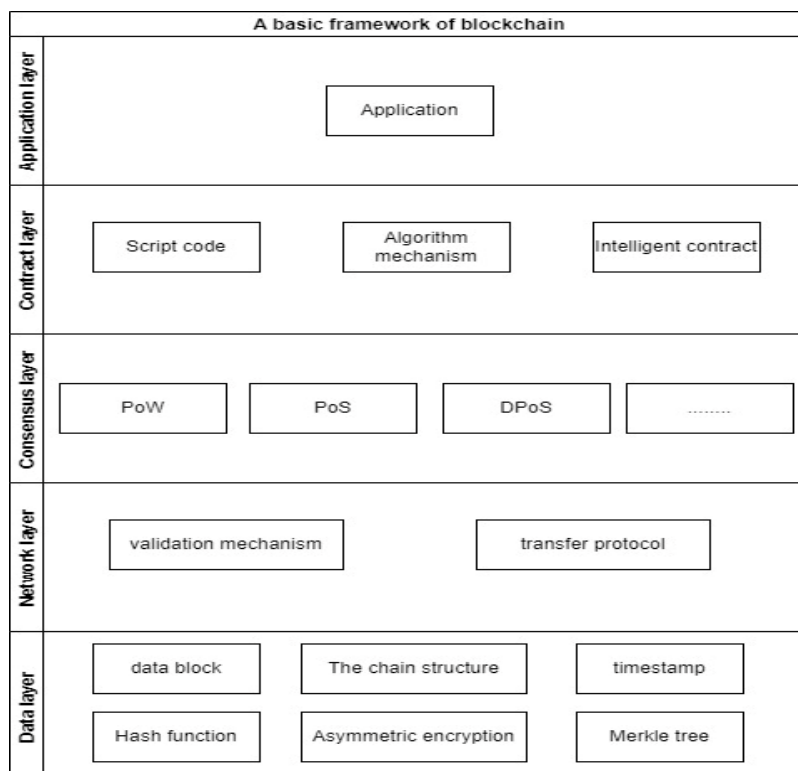 A basic framework of blockchain
Application layer
Application
Contract layer
Script code
Algorithm
mechanism
Intelligent contract
Consensus layer
PoW
PoS
DPoS
........
Network layer
validation mechanism
transfer protocol
Data layer
data block
The chain structure
timestamp
Hash function
Asymmetric encryption
Merkle tree